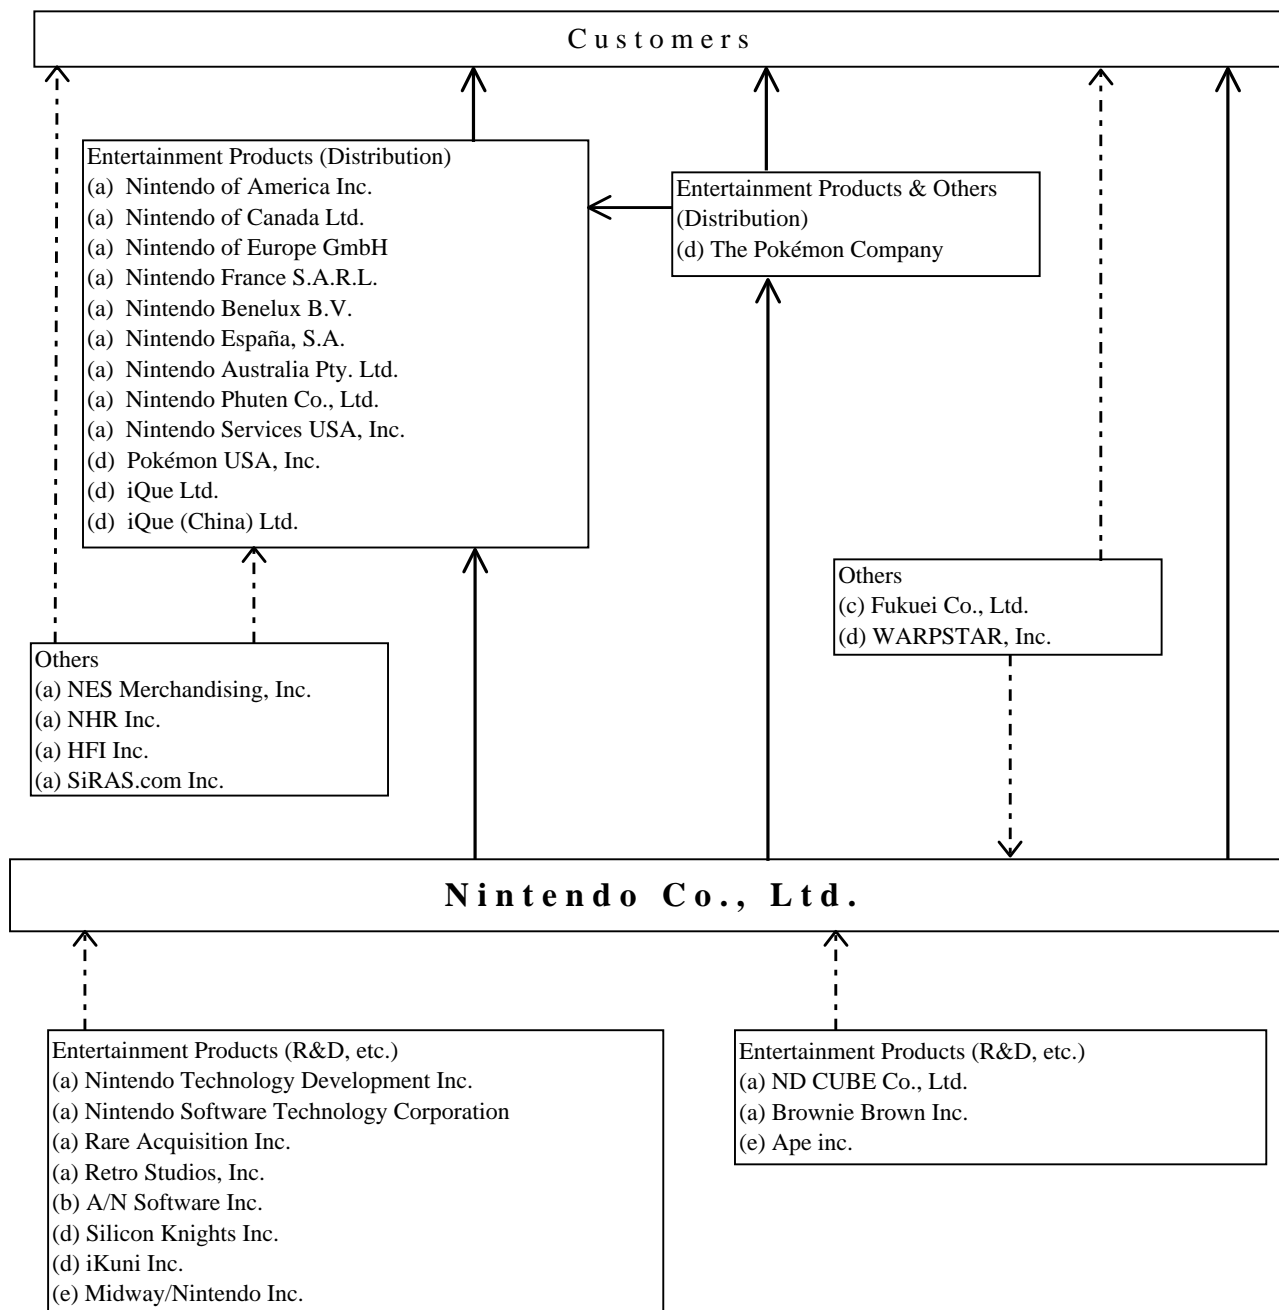 Customers
Entertainment Products (Distribution)
(a) Nintendo of America Inc.
(a) Nintendo of Canada Ltd.
(a) Nintendo of Europe GmbH
(a) Nintendo France S.A.R.L.
(a) Nintendo Benelux B.V.
(a) Nintendo España, S.A.
(a) Nintendo Australia Pty. Ltd.
(a) Nintendo Phuten Co., Ltd.
(a) Nintendo Services USA, Inc.
(d) Pokémon USA, Inc.
(d) iQue Ltd.
(d) iQue (China) Ltd.
Entertainment Products & Others
(Distribution)
(d) The Pokémon Company
Others
(c) Fukuei Co., Ltd.
(d) WARPSTAR, Inc.
Others
(a) NES Merchandising, Inc.
(a) NHR Inc.
(a) HFI Inc.
(a) SiRAS.com Inc.
Nintendo Co., Ltd.
Entertainment Products (R&D, etc.)
(a) Nintendo Technology Development Inc.
(a) Nintendo Software Technology Corporation
(a) Rare Acquisition Inc.
(a) Retro Studios, Inc.
(b) A/N Software Inc.
(d) Silicon Knights Inc.
(d) iKuni Inc.
(e) Midway/Nintendo Inc.
Entertainment Products (R&D, etc.)
(a) ND CUBE Co., Ltd.
(a) Brownie Brown Inc.
(e) Ape inc.